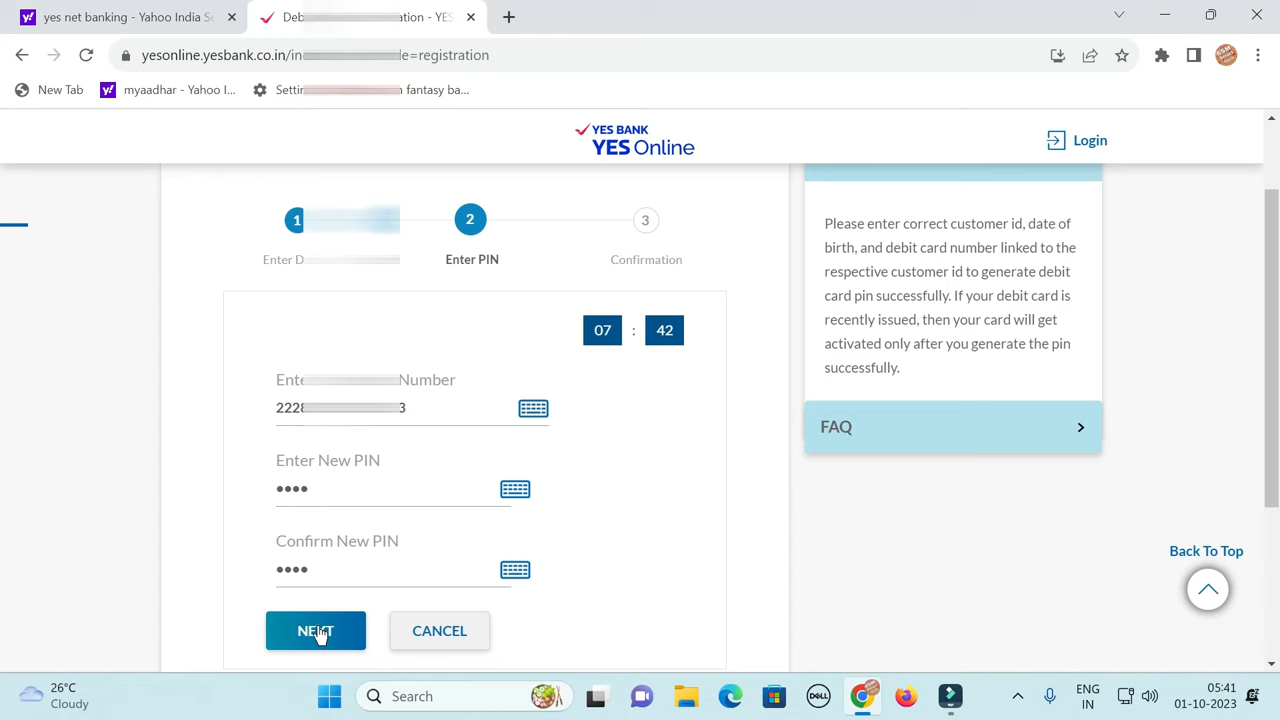 yes net banking - Yahoo India Se
Deb ation - YES
yesonline.yesbank.co.in/in e=registration
New Tab
myaadhar - Yahoo I...
Settin n fantasy ba...
YES BANK
YES Online
Login
1
2
3
Enter D
Enter PIN
Confirmation
07 : 42
Ente Number
2228 3
Enter New PIN
••••
Confirm New PIN
••••
NEXT
CANCEL
Please enter correct customer id, date of
birth, and debit card number linked to the
respective customer id to generate debit
card pin successfully. If your debit card is
recently issued, then your card will get
activated only after you generate the pin
successfully.
FAQ
Back To Top
26°C
Cloudy
Search
DELL
ENG
IN
05:41
01-10-2023